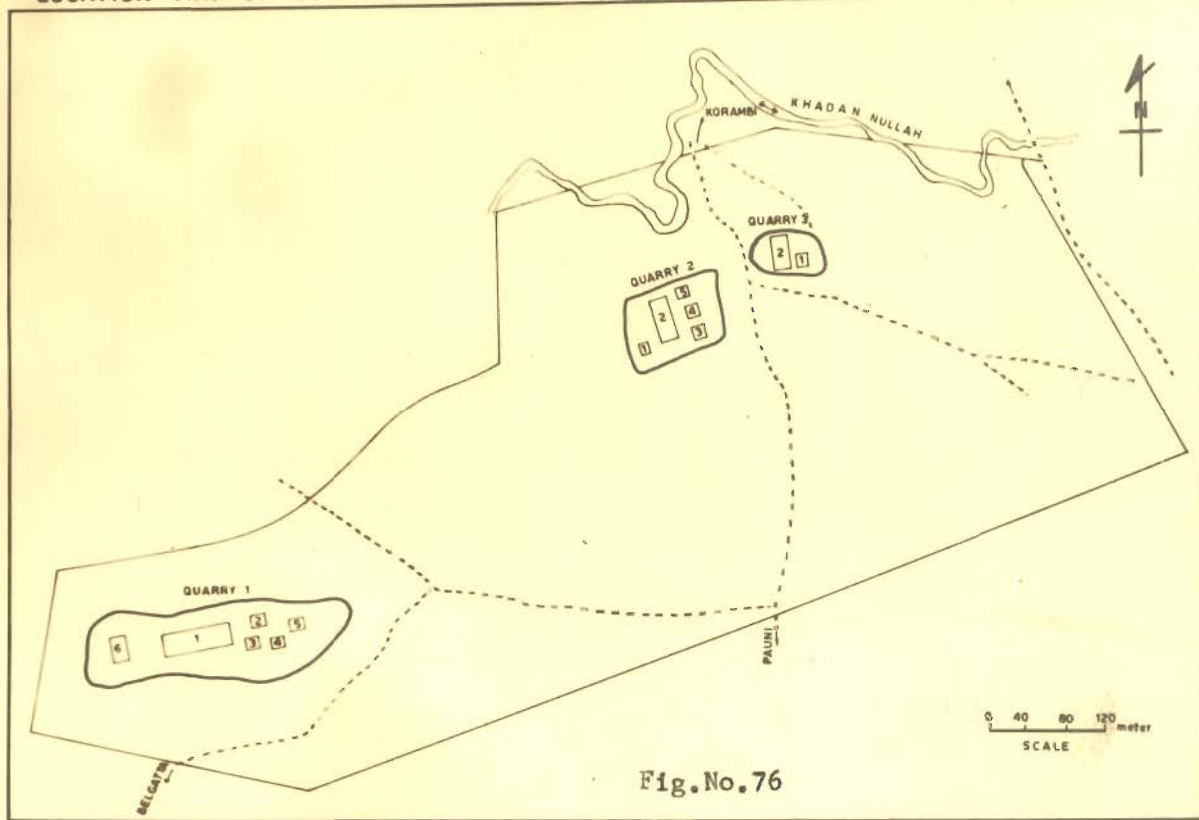 KORAMBI
KHADAN NULLAH
N
QUARRY 3
2
1
QUARRY 2
5
2
4
3
1
QUARRY 1
2
5
1
6
3
4
PAUNI
BELGATTA
0 40 80 120 meter
SCALE
Fig.No.76